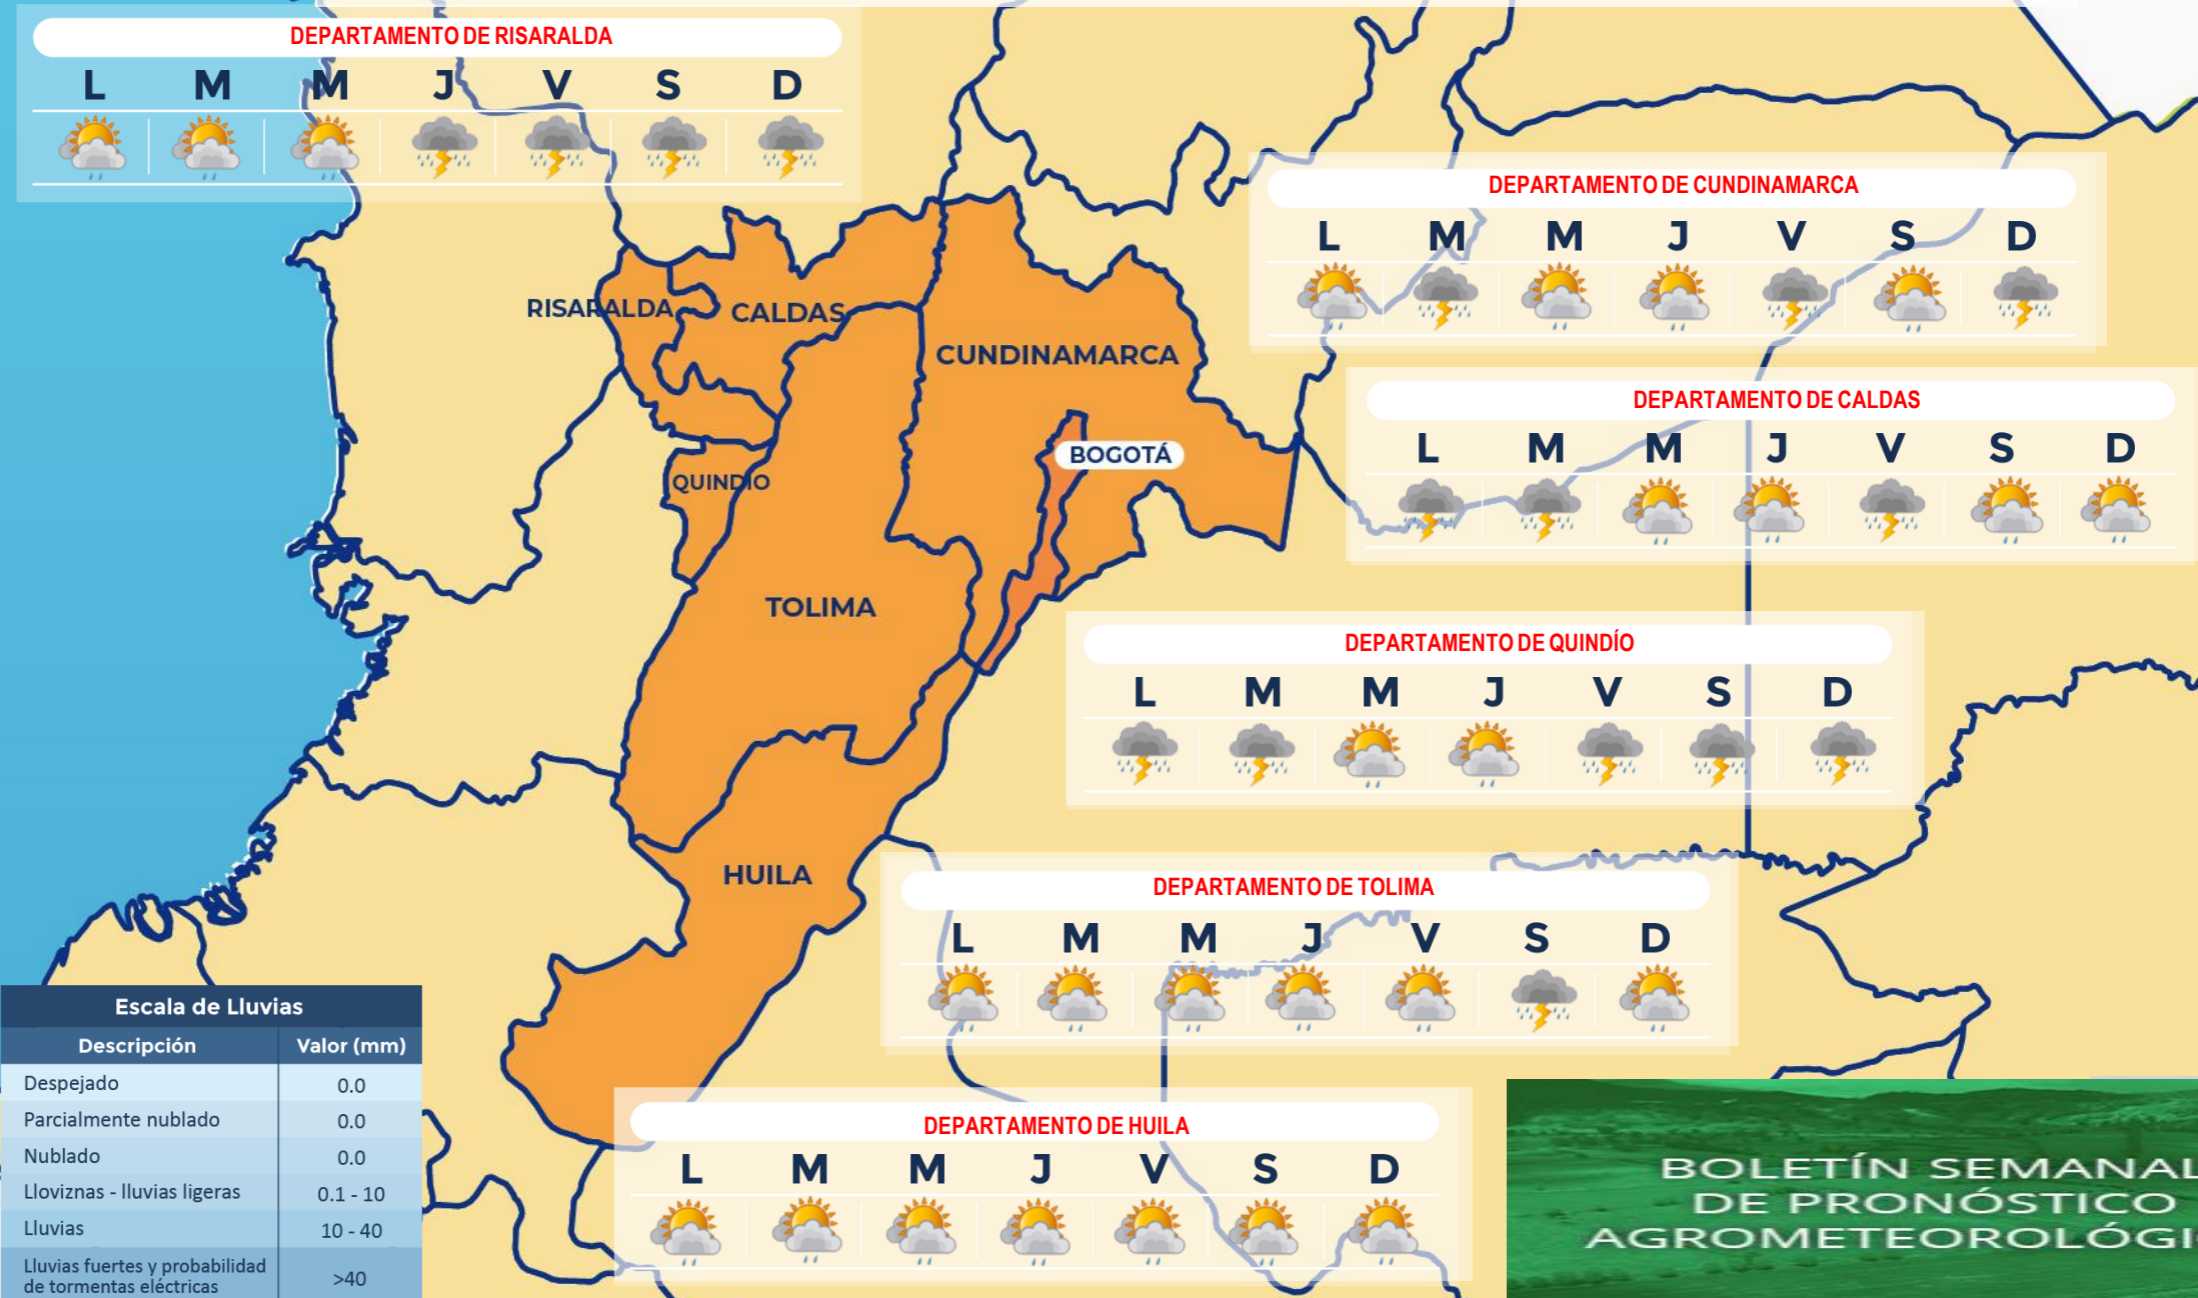 DEPARTAMENTO DE RISARALDA
L M M J V S D
DEPARTAMENTO DE CUNDINAMARCA
L M M J V S D
RISARALDA
CALDAS
CUNDINAMARCA
DEPARTAMENTO DE CALDAS
L M M J V S D
BOGOTÁ
QUINDÍO
TOLIMA
DEPARTAMENTO DE QUINDÍO
L M M J V S D
HUILA
DEPARTAMENTO DE TOLIMA
L M M J V S D
Escala de Lluvias
Descripción Valor (mm)
Despejado 0.0
Parcialmente nublado 0.0
Nublado 0.0
Lloviznas - lluvias ligeras 0.1 - 10
Lluvias 10 - 40
Lluvias fuertes y probabilidad
de tormentas eléctricas >40
DEPARTAMENTO DE HUILA
L M M J V S D
BOLETÍN SEMANAL
DE PRONÓSTICO